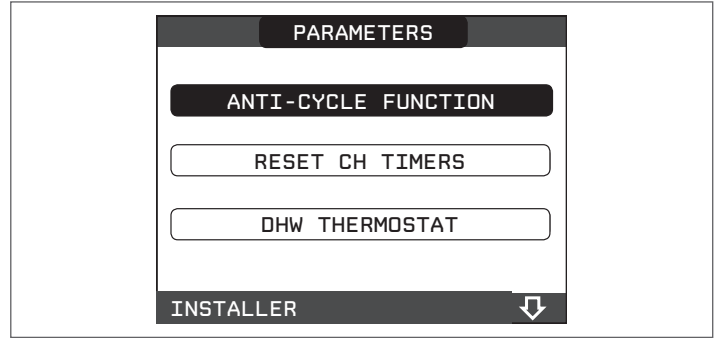 PARAMETERS
ANTI-CYCLE FUNCTION
RESET CH TIMERS
DHW THERMOSTAT
INSTALLER